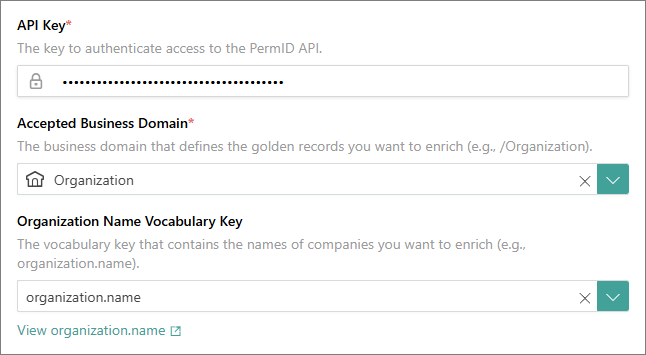 API Key*
The key to authenticate access to the PermID API.
••••••••••••••••••••••••••••••••••••••
Accepted Business Domain*
The business domain that defines the golden records you want to enrich (e.g., /Organization).
Organization
Organization Name Vocabulary Key
The vocabulary key that contains the names of companies you want to enrich (e.g.,
organization.name).
organization.name
View organization.name